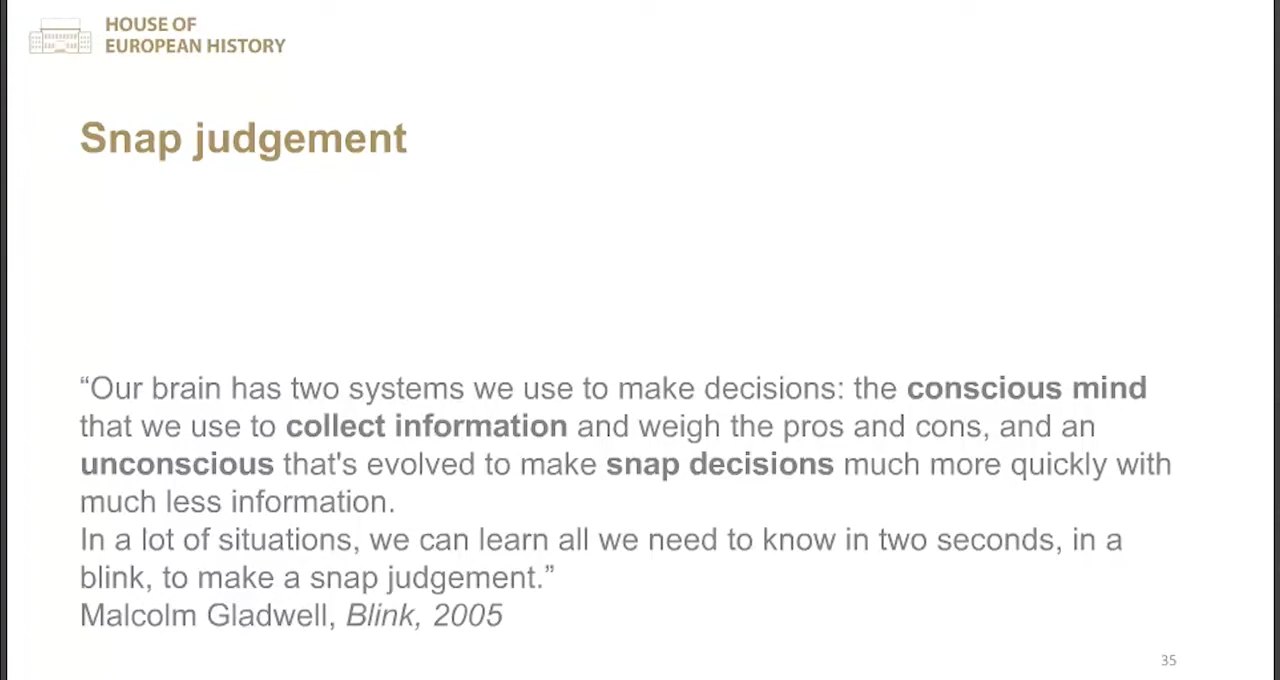 HOUSE OF
EUROPEAN HISTORY
Snap judgement
“Our brain has two systems we use to make decisions: the conscious mind
that we use to collect information and weigh the pros and cons, and an
unconscious that's evolved to make snap decisions much more quickly with
much less information.
In a lot of situations, we can learn all we need to know in two seconds, in a
blink, to make a snap judgement.”
Malcolm Gladwell, Blink, 2005
35